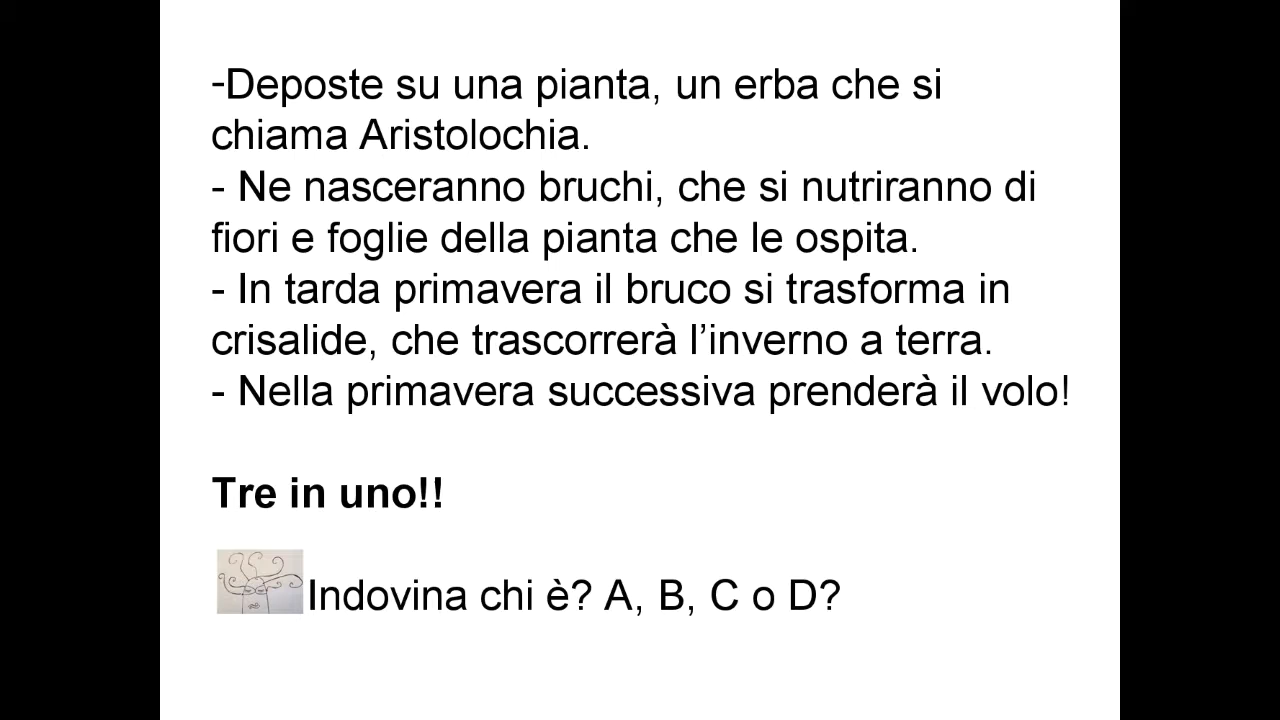 -Deposte su una pianta, un erba che si
chiama Aristolochia.
- Ne nasceranno bruchi, che si nutriranno di
fiori e foglie della pianta che le ospita.
- In tarda primavera il bruco si trasforma in
crisalide, che trascorrerà l’inverno a terra.
- Nella primavera successiva prenderà il volo!
Tre in uno!!
Indovina chi è? A, B, C o D?